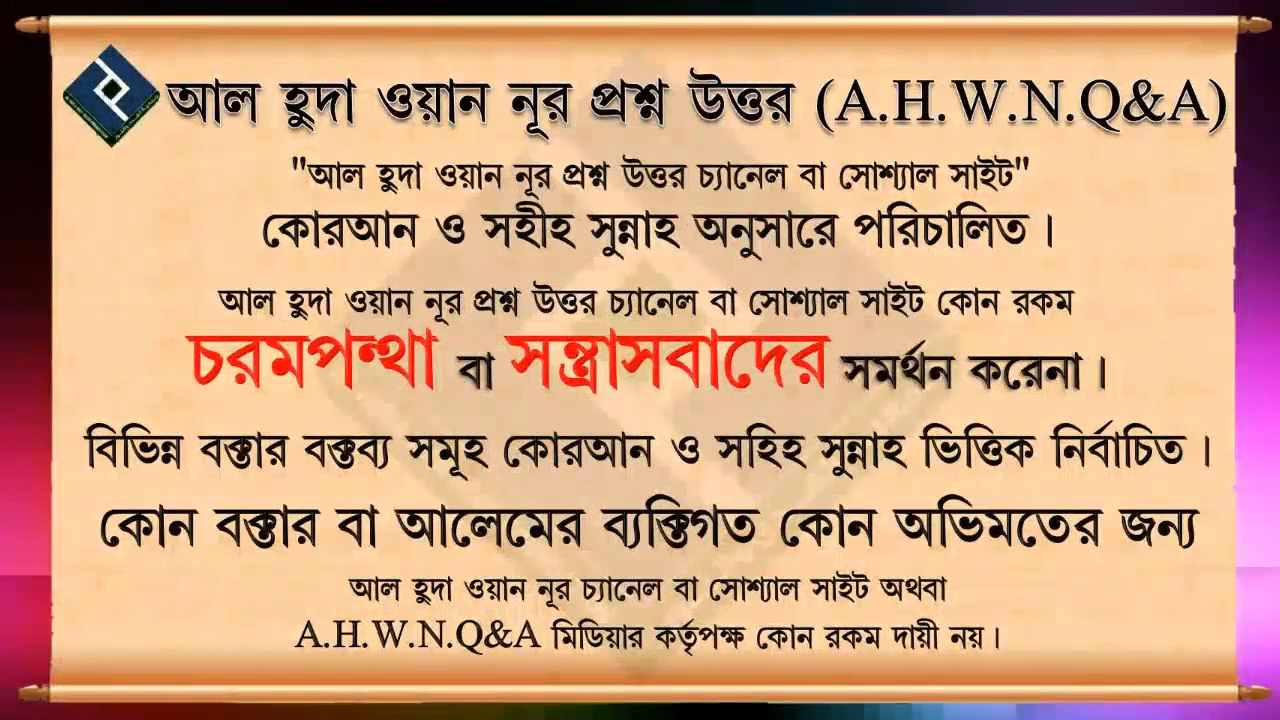 আল হুদা ওয়ান নূর প্রশ্ন উত্তর (A.H.W.N.Q&A)
"আল হুদা ওয়ান নূর প্রশ্ন উত্তর চ্যানেল বা সোশ্যাল সাইট"
কোরআন ও সহীহ সুন্নাহ অনুসারে পরিচালিত।
আল হুদা ওয়ান নূর প্রশ্ন উত্তর চ্যানেল বা সোশ্যাল সাইট কোন রকম
চরমপন্থা বা সন্ত্রাসবাদের সমর্থন করেনা।
বিভিন্ন বক্তার বক্তব্য সমূহ কোরআন ও সহিহ সুন্নাহ ভিত্তিক নির্বাচিত।
কোন বক্তার বা আলেমের ব্যক্তিগত কোন অভিমতের জন্য
আল হুদা ওয়ান নূর চ্যানেল বা সোশ্যাল সাইট অথবা
A.H.W.N.Q&A মিডিয়ার কর্তৃপক্ষ কোন রকম দায়ী নয়।